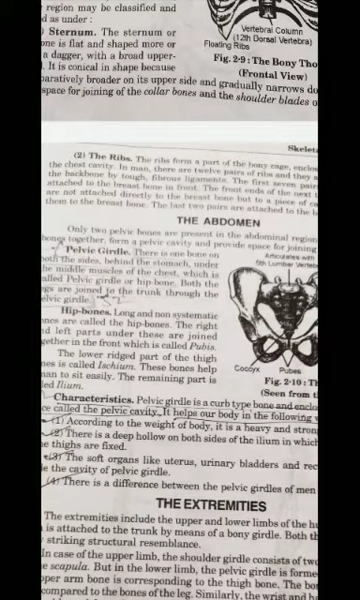 region may be classified and
d as under :
) Sternum. The sternum or
one is flat and shaped more or
a dagger, with a broad upper-
It is conical in shape because
paratively broader on its upper side and gradually narrows do
space for joining of the collar bones and the shoulder blades o
Vertebral Column
(12th Dorsal Vertebra)
Floating Ribs
Fig. 2·9 : The Bony Tho
(Frontal View)
Skeleta
(2) The Ribs. The ribs form a part of the bony cage, enclos
the chest cavity. In man, there are twelve pairs of ribs and they a
the backbone by tough, fibrous ligaments. The first seven pair
attached to the breast bone in front. The front ends of the next t
are not attached directly to the breast bone but to a piece of ca
them to the breast bone. The last two pairs are attached to the b
THE ABDOMEN
Only two pelvic bones are present in the abdominal region
bones together, form a pelvic cavity and provide space for joining
Pelvic Girdle. There is one bone on
both the sides, behind the stomach, under
he middle muscles of the chest, which is
alled Pelvic girdle or hip-bone. Both the
egs are joined to the trunk through the
elvic girdle.
Hip-bones. Long and non systematic
nes are called the hip-bones. The right
nd left parts under these are joined
gether in the front which is called Pubis.
The lower ridged part of the thigh
nes is called Ischium. These bones help
man to sit easily. The remaining part is
led Ilium.
Articulates with
5th Lumber Vertebr
Cocoyx
Pubes
Fig. 2·10 : Th
(Seen from t
Characteristics. Pelvic girdle is a curb type bone and enclo
ce called the pelvic cavity. It helps our body in the following w
(1) According to the weight of body, it is a heavy and stron
(2) There is a deep hollow on both sides of the ilium in which
he thighs are fixed.
(3) The soft organs like uterus, urinary bladders and rec
le the cavity of pelvic girdle.
(4) There is a difference between the pelvic girdles of men
THE EXTREMITIES
The extremities include the upper and lower limbs of the hu
is attached to the trunk by means of a bony girdle. Both th
striking structural resemblance.
In case of the upper limb, the shoulder girdle consists of two
e scapula. But in the lower limb, the pelvic girdle is forme
pper arm bone is corresponding to the thigh bone. The bon
compared to the bones of the leg. Similarly, the wrist and ha